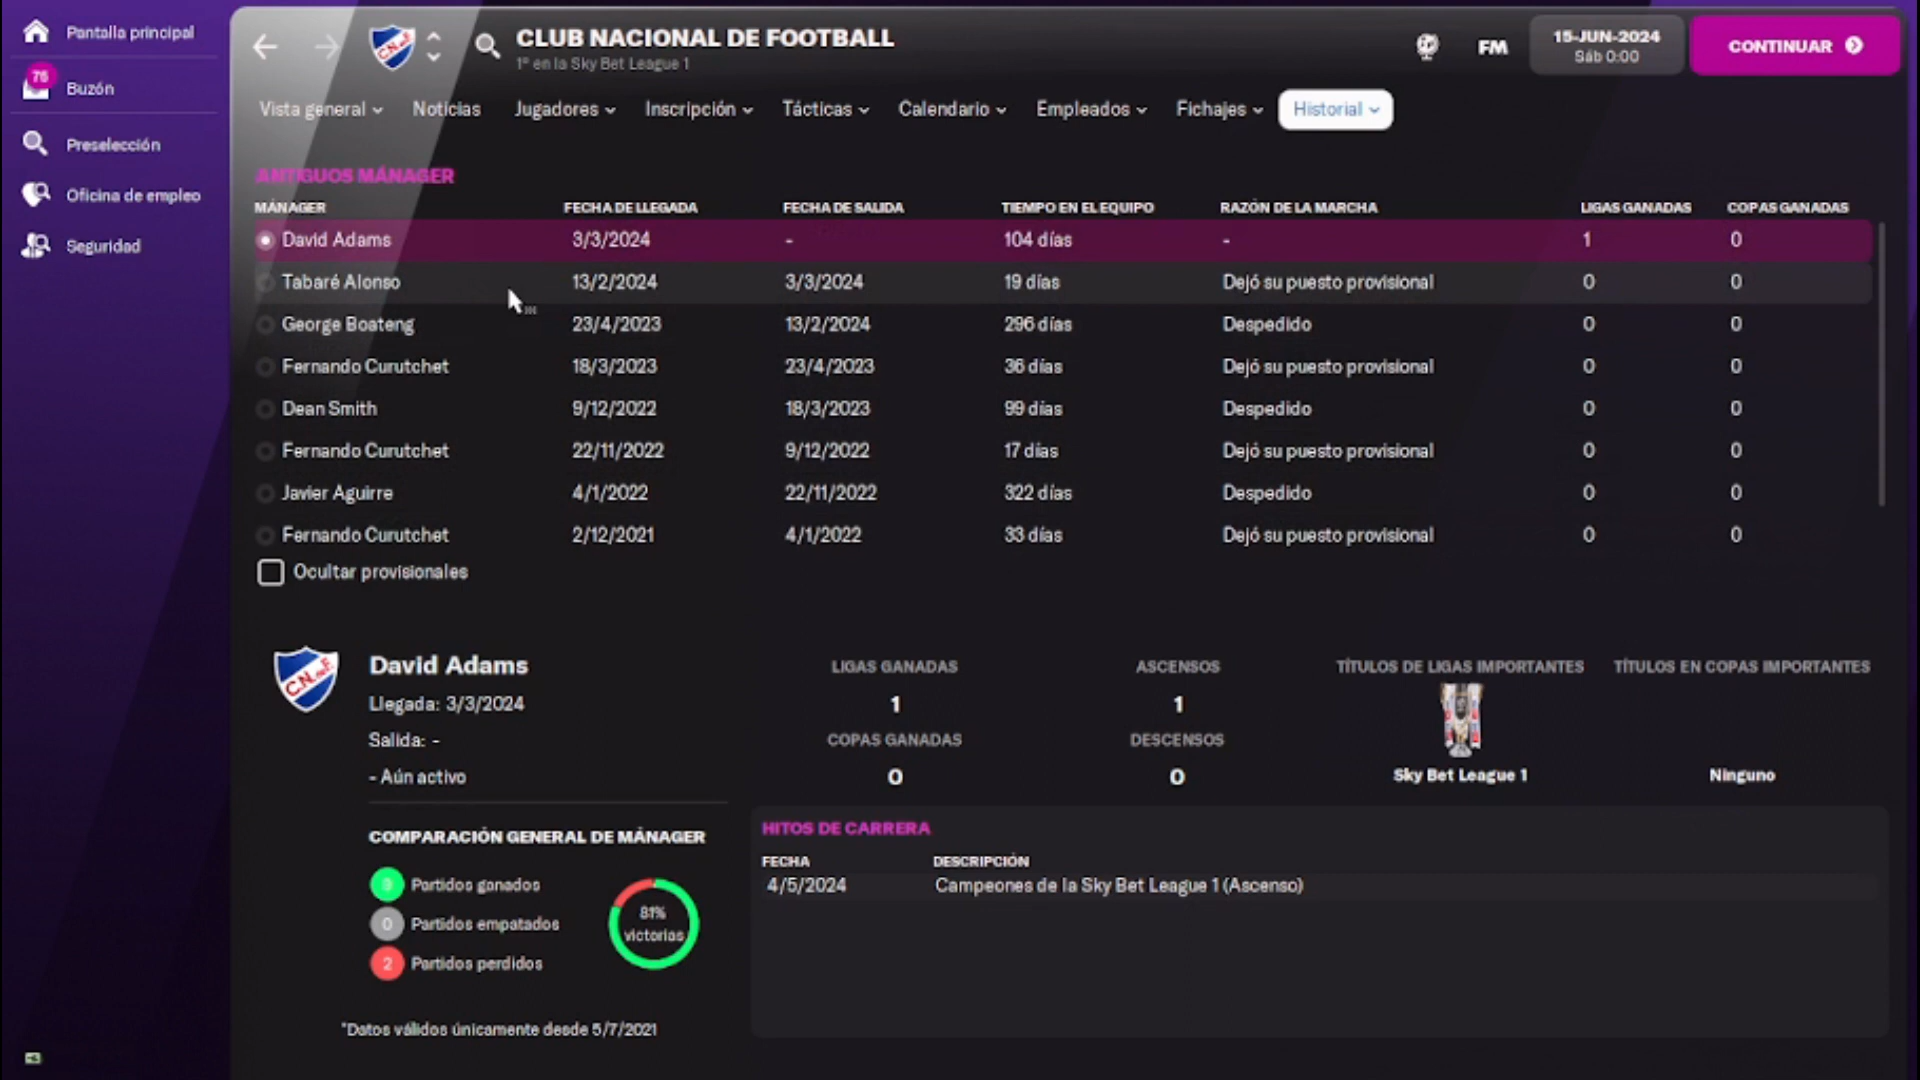 Pantalla principal
76
Buzón
Preselección
Oficina de empleo
Seguridad
CLUB NACIONAL DE FOOTBALL
1º en la Sky Bet League 1
FM
15-JUN-2024
Sáb 0:00
CONTINUAR
Vista general
Noticias
Jugadores
Inscripción
Tácticas
Calendario
Empleados
Fichajes
Historial
ANTIGUOS MÁNAGER
MÁNAGER FECHA DE LLEGADA FECHA DE SALIDA TIEMPO EN EL EQUIPO RAZÓN DE LA MARCHA LIGAS GANADAS COPAS GANADAS
David Adams 3/3/2024 - 104 días - 1 0
Tabaré Alonso 13/2/2024 3/3/2024 19 días Dejó su puesto provisional 0 0
George Boateng 23/4/2023 13/2/2024 296 días Despedido 0 0
Fernando Curutchet 18/3/2023 23/4/2023 36 días Dejó su puesto provisional 0 0
Dean Smith 9/12/2022 18/3/2023 99 días Despedido 0 0
Fernando Curutchet 22/11/2022 9/12/2022 17 días Dejó su puesto provisional 0 0
Javier Aguirre 4/1/2022 22/11/2022 322 días Despedido 0 0
Fernando Curutchet 2/12/2021 4/1/2022 33 días Dejó su puesto provisional 0 0
Ocultar provisionales
C.N. de F.
David Adams
Llegada: 3/3/2024
Salida: -
- Aún activo
LIGAS GANADAS
1
COPAS GANADAS
0
ASCENSOS
1
DESCENSOS
0
TÍTULOS DE LIGAS IMPORTANTES
Sky Bet League 1
TÍTULOS EN COPAS IMPORTANTES
Ninguno
COMPARACIÓN GENERAL DE MÁNAGER
9 Partidos ganados
0 Partidos empatados
2 Partidos perdidos
81%
victorias
*Datos válidos únicamente desde 5/7/2021
HITOS DE CARRERA
FECHA DESCRIPCIÓN
4/5/2024 Campeones de la Sky Bet League 1 (Ascenso)